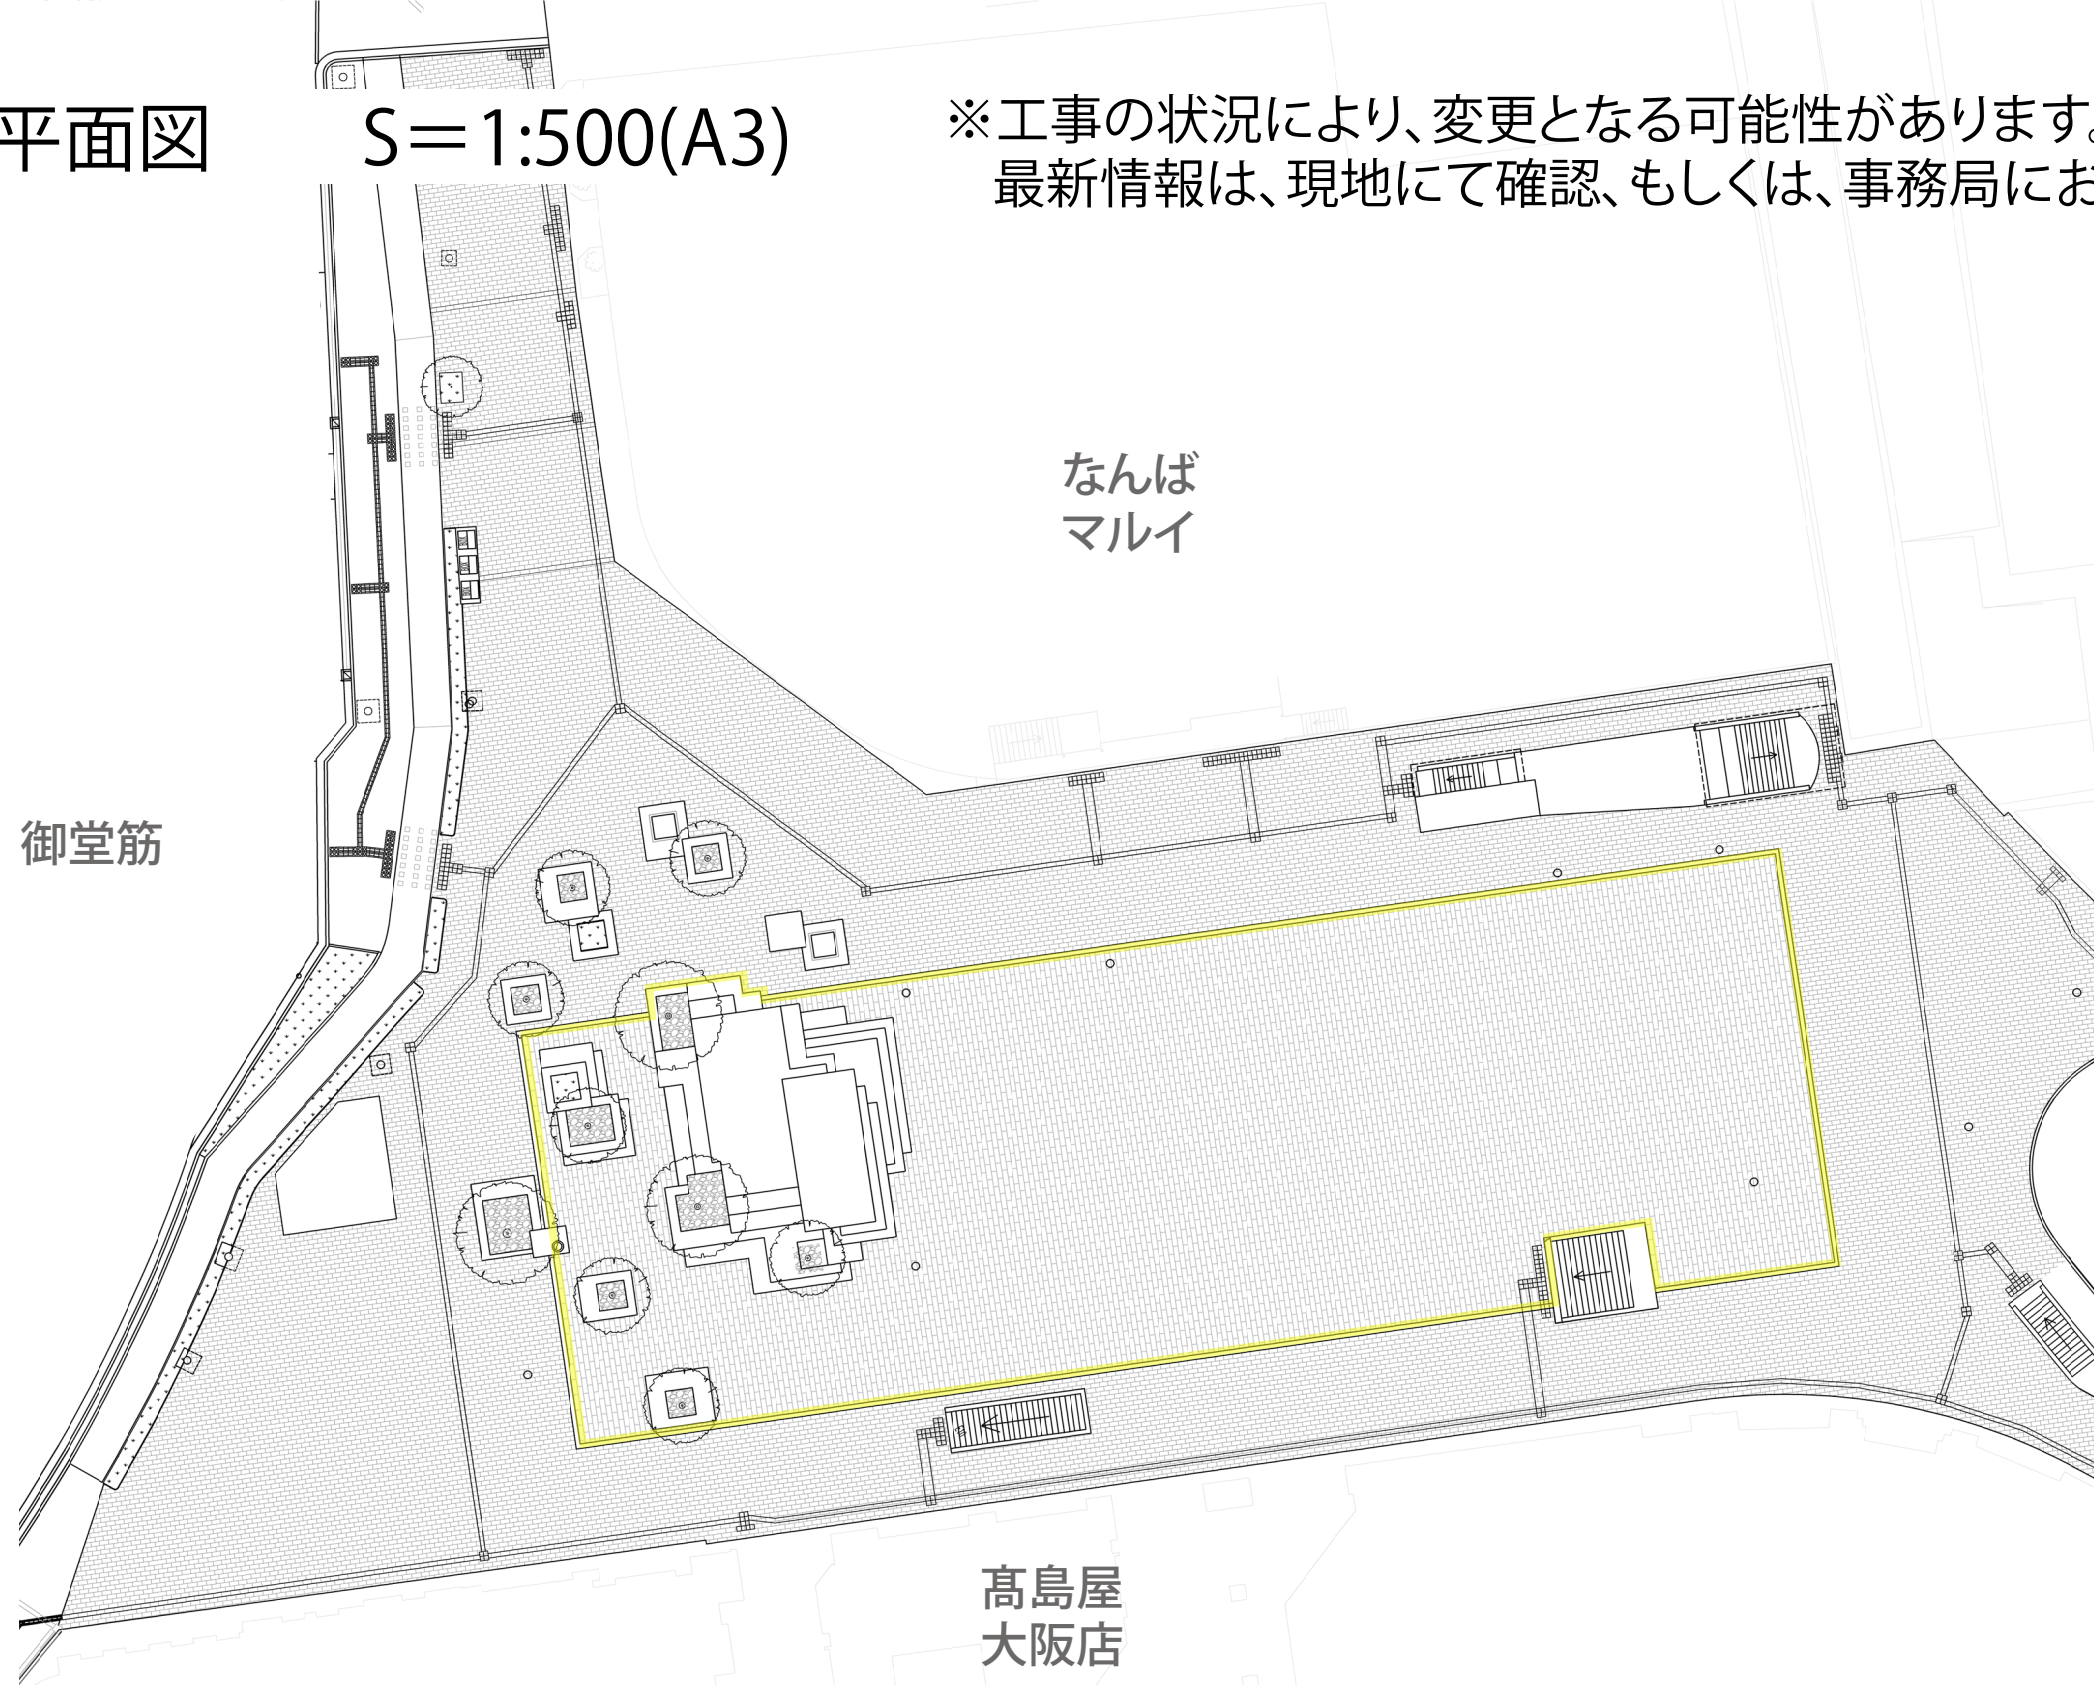 平面図 S＝1:500(A3)
※工事の状況により、変更となる可能性があります。
最新情報は、現地にて確認、もしくは、事務局にお
なんば
マルイ
御堂筋
髙島屋
大阪店